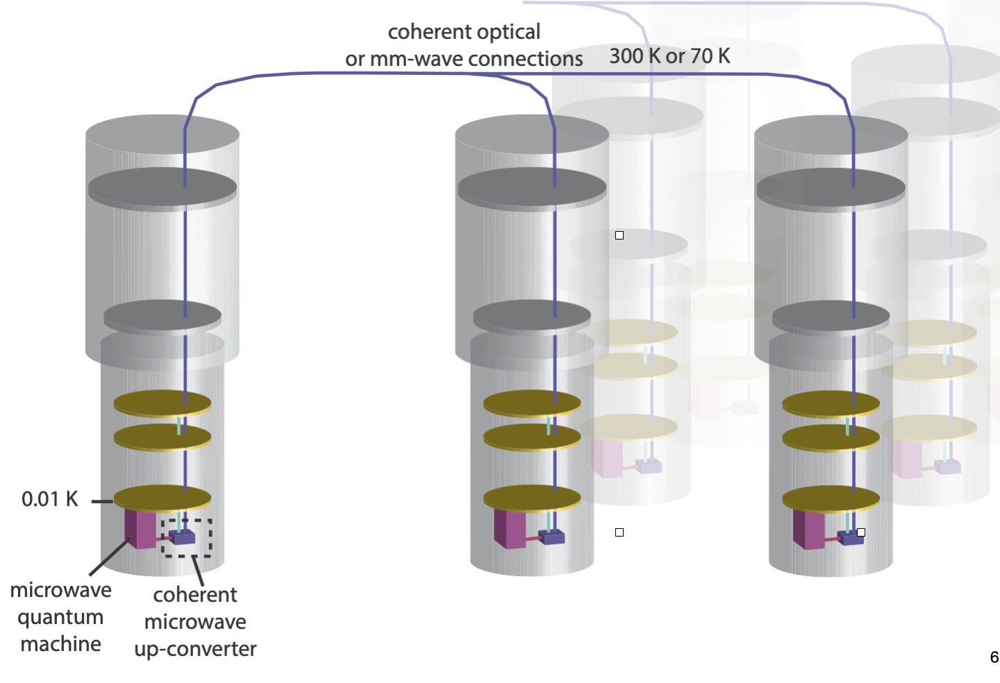 coherent optical
or mm-wave connections
300 K or 70 K
0.01 K
microwave
quantum
machine
coherent
microwave
up-converter
6